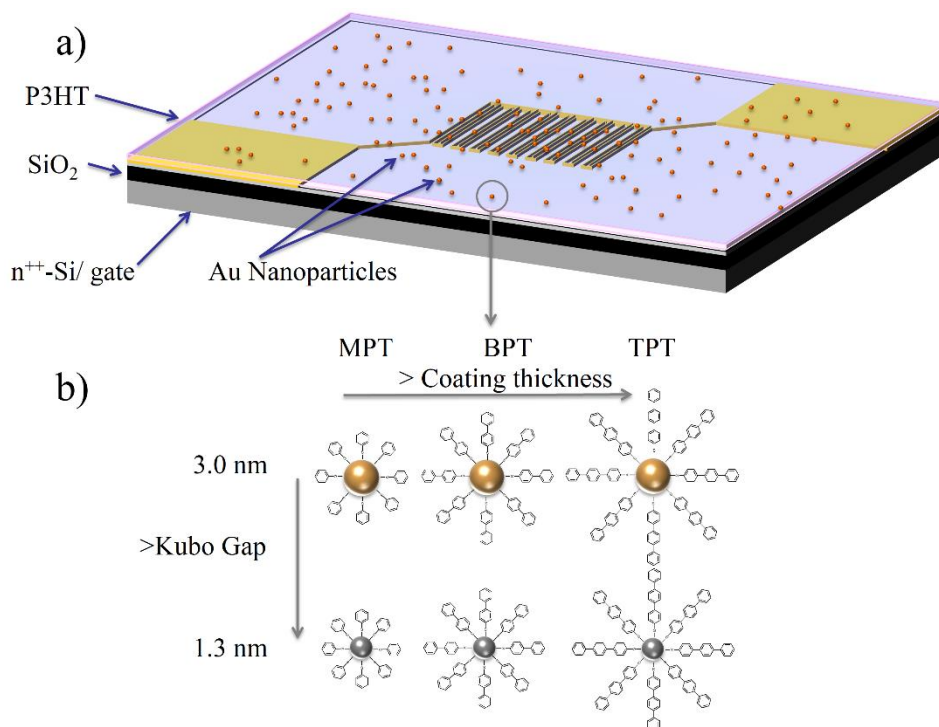 a)
P3HT
SiO₂
n⁺⁺-Si/ gate
Au Nanoparticles
MPT BPT TPT
> Coating thickness
b)
3.0 nm
>Kubo Gap
1.3 nm